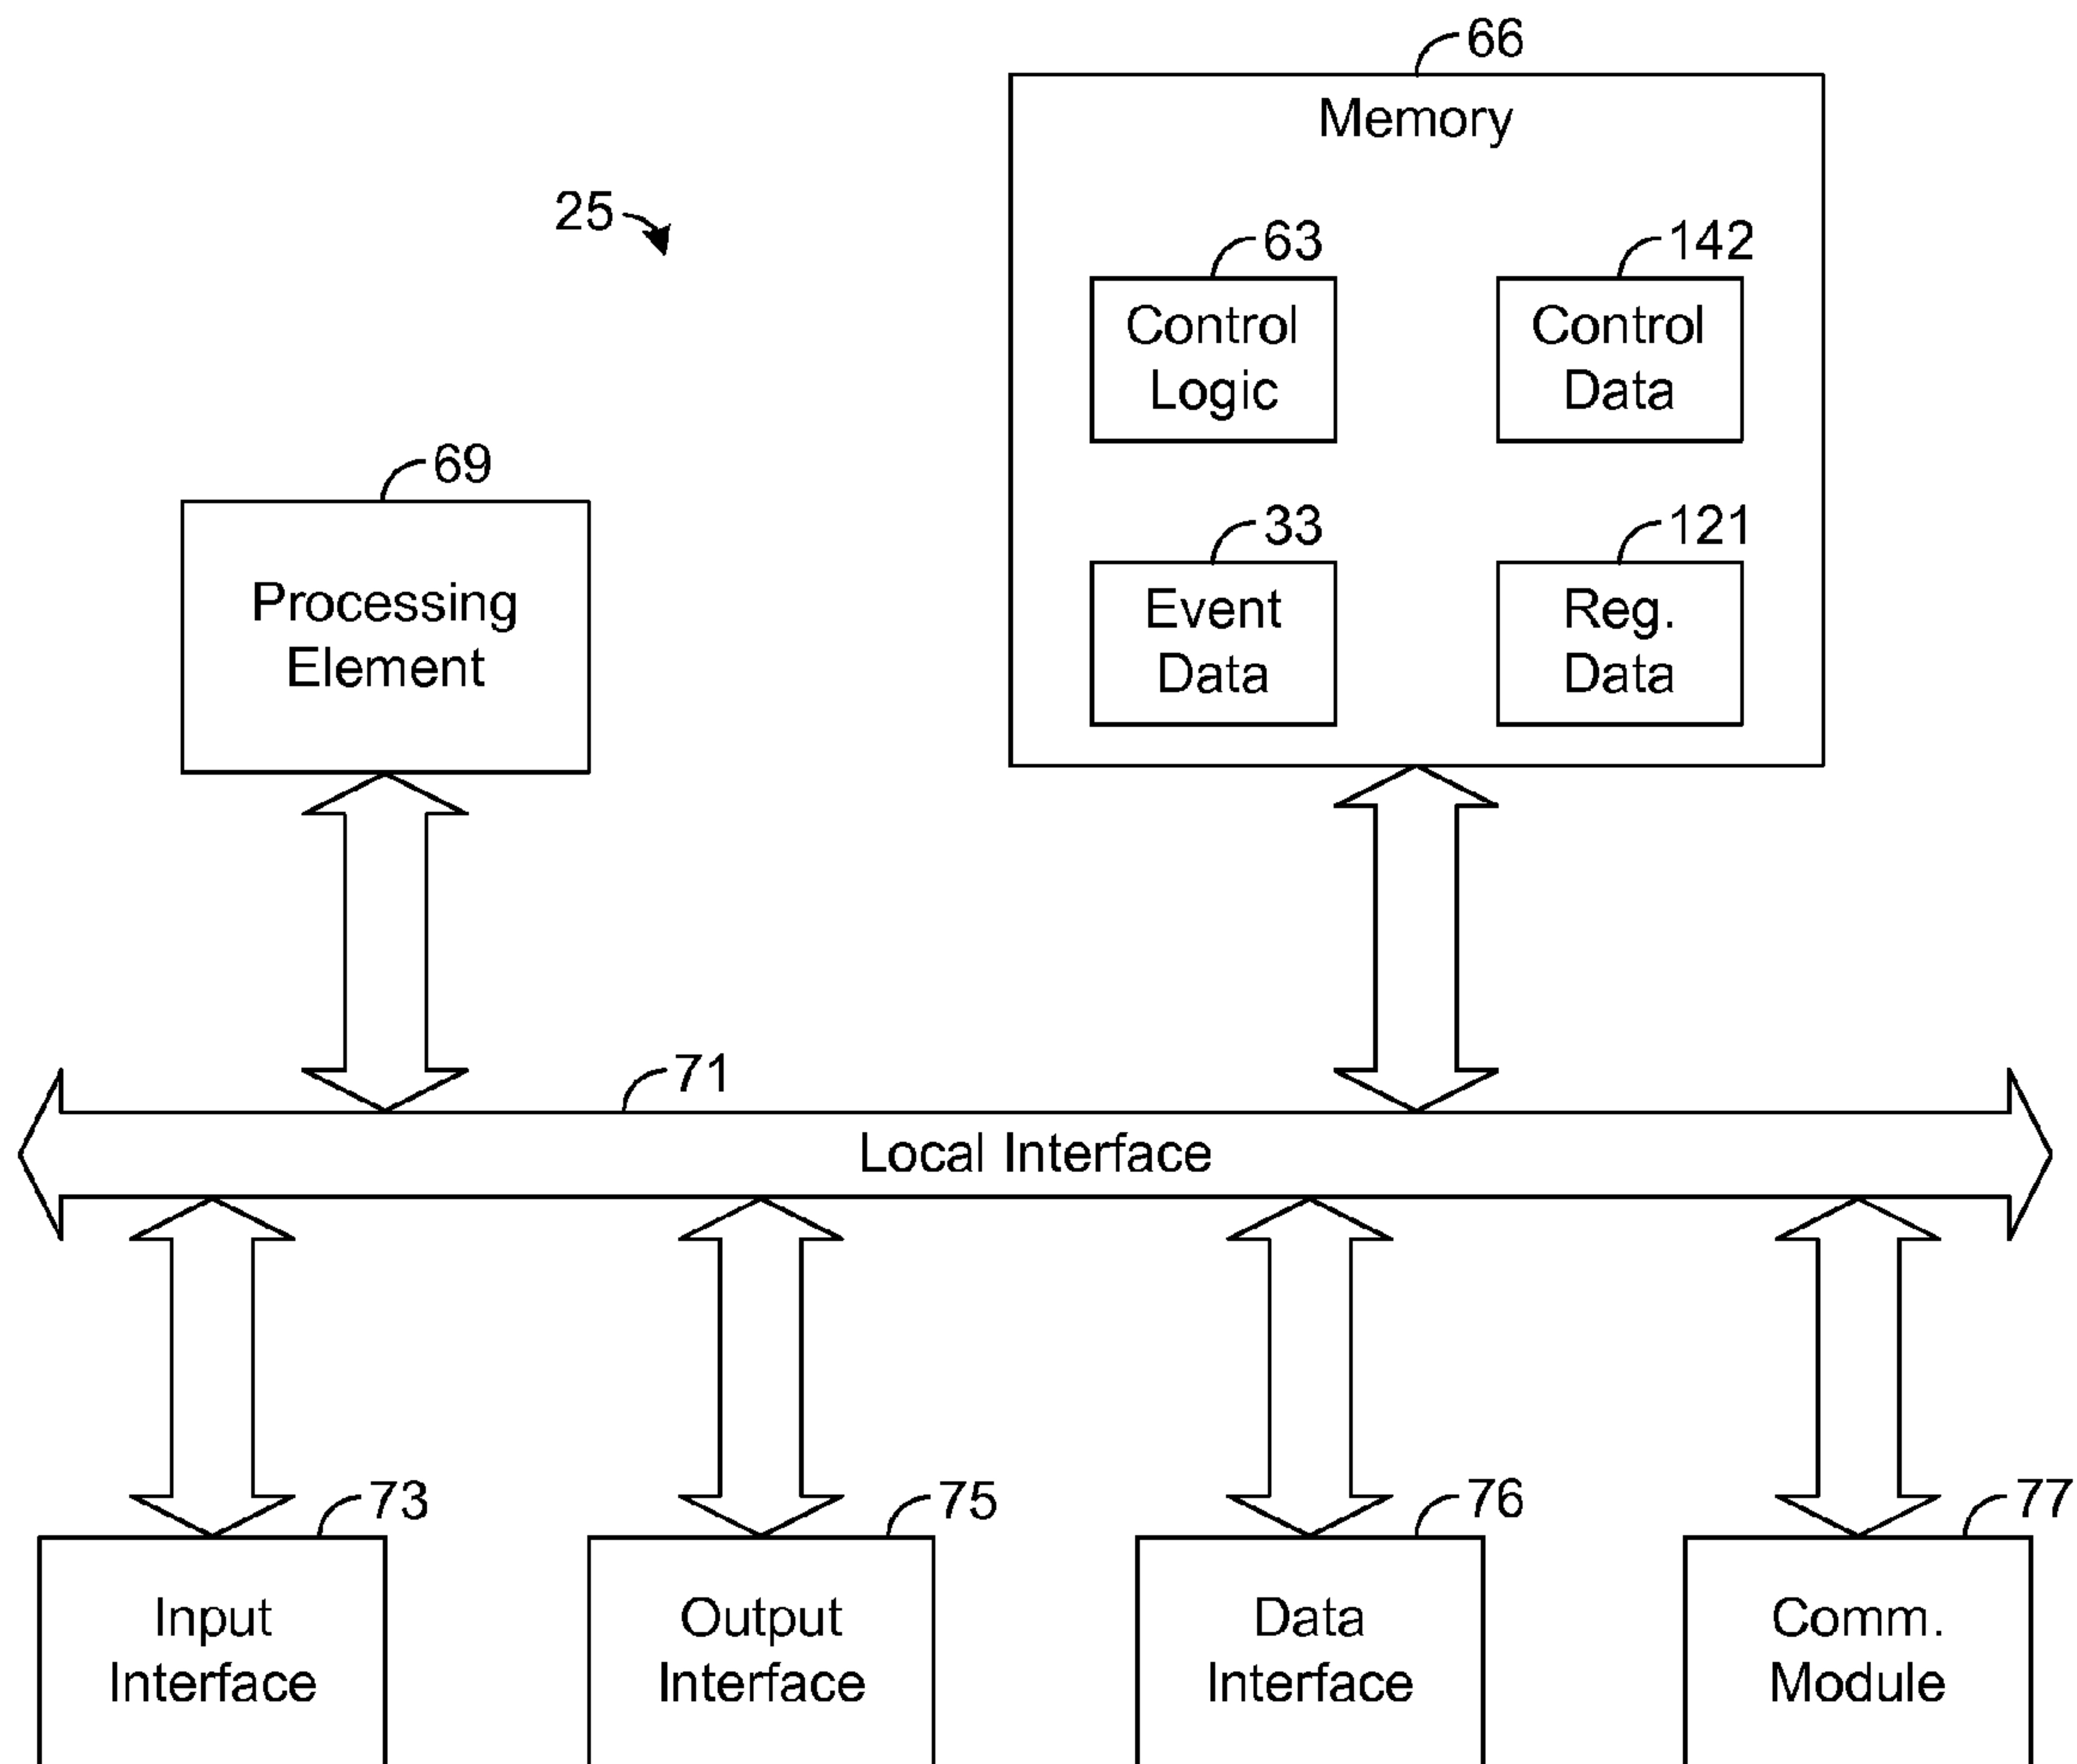 66
Memory
25
63
142
Control
Logic
Control
Data
69
33
121
Processing
Element
Event
Data
Reg.
Data
71
Local Interface
73
75
76
77
Input
Interface
Output
Interface
Data
Interface
Comm.
Module